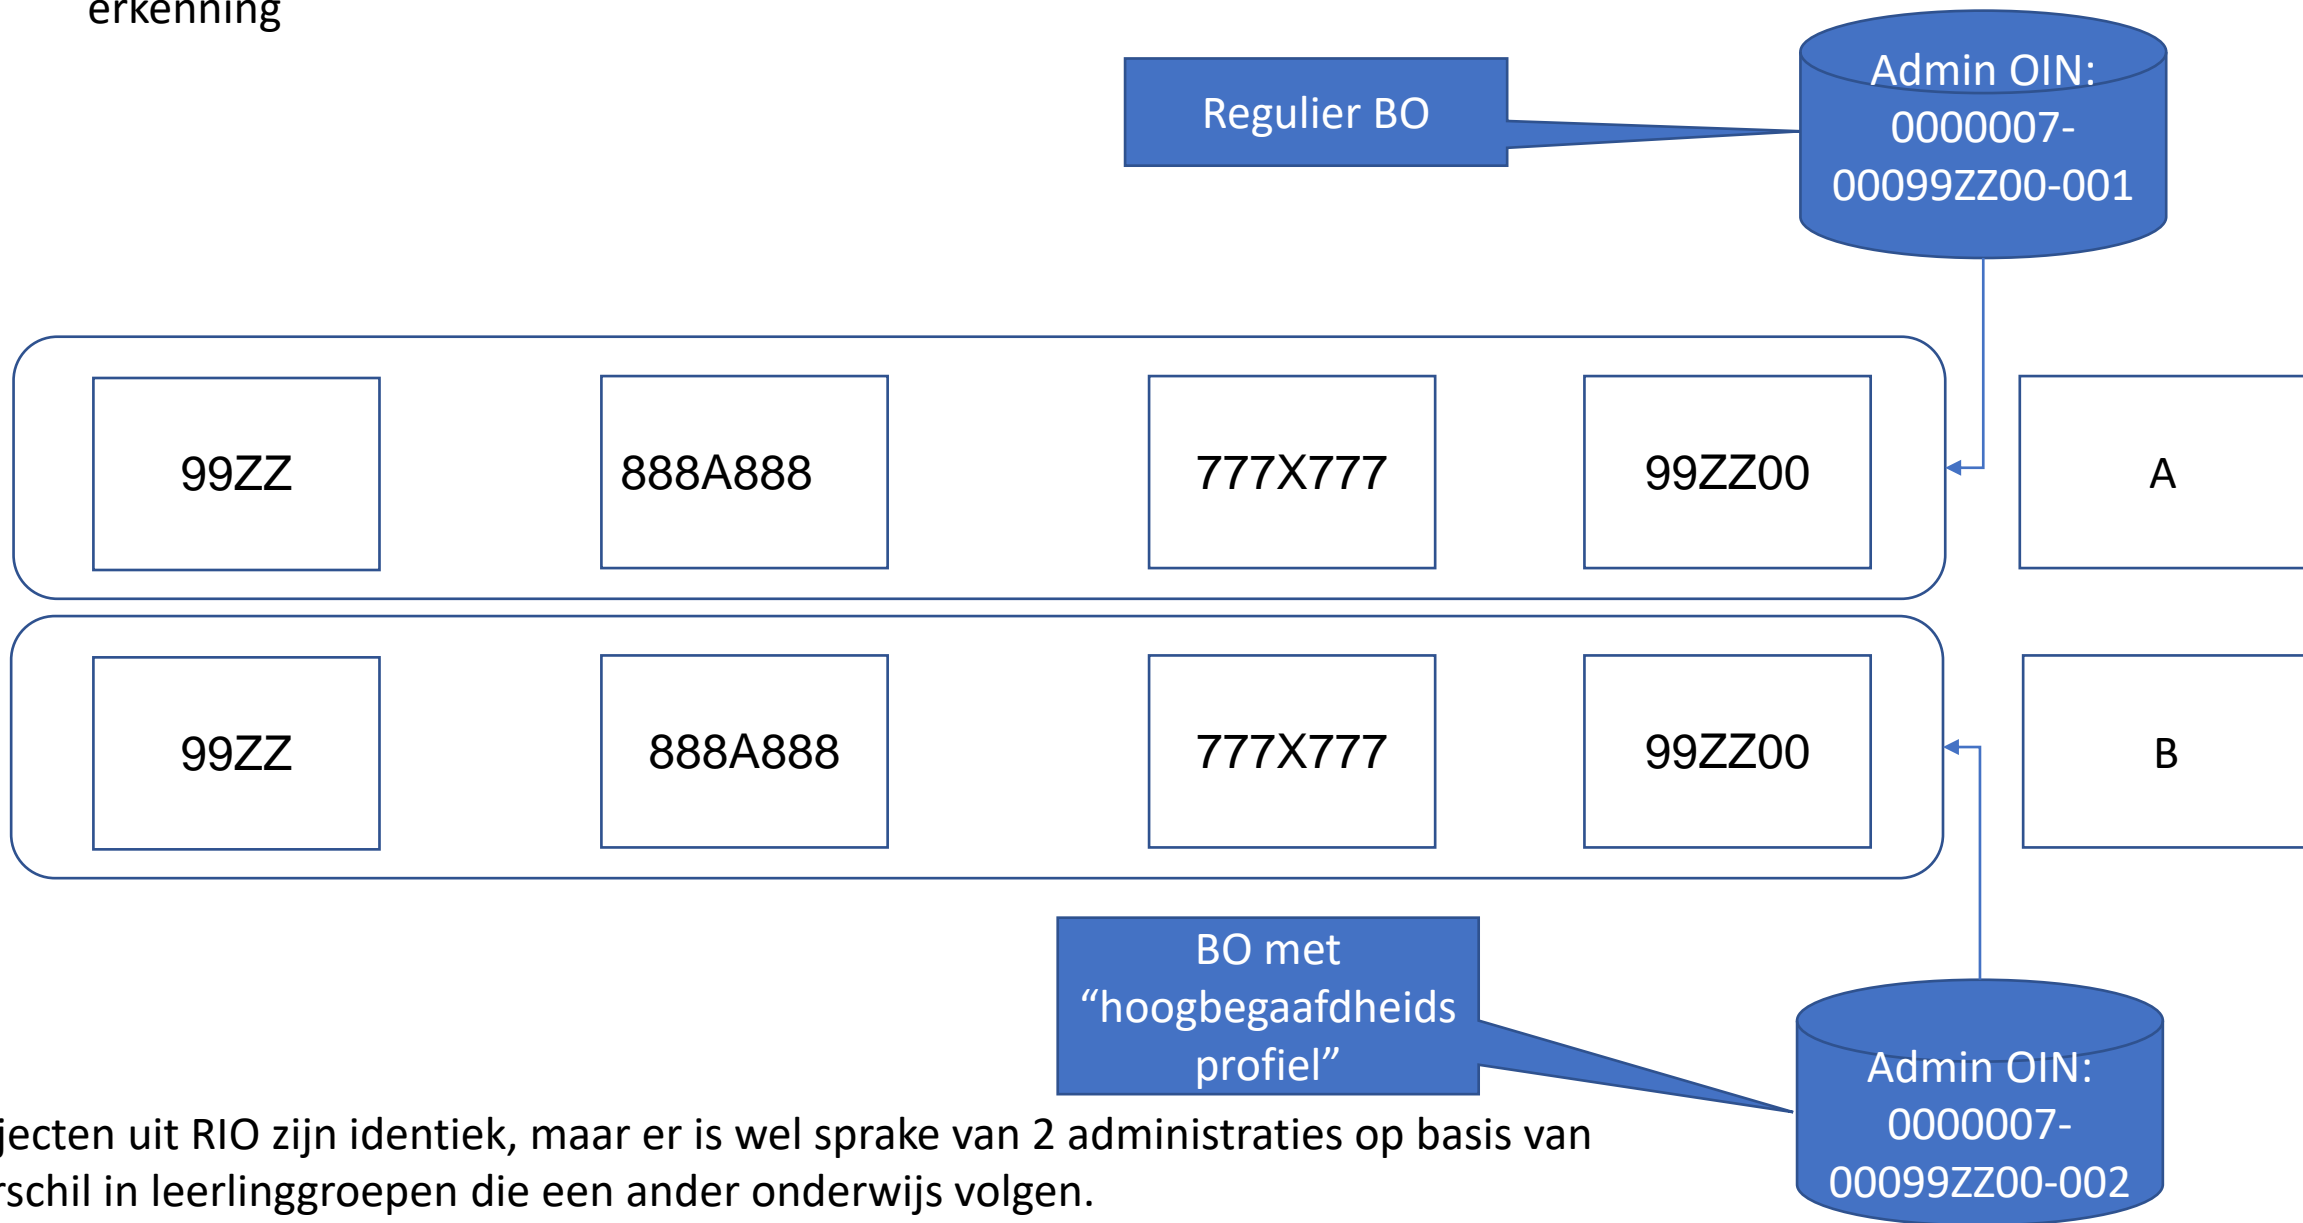 erkenning
Regulier BO
Admin OIN:
0000007-
00099ZZ00-001
99ZZ
888A888
777X777
99ZZ00
A
99ZZ
888A888
777X777
99ZZ00
B
BO met
“hoogbegaafdheids
profiel”
Admin OIN:
0000007-
00099ZZ00-002
jecten uit RIO zijn identiek, maar er is wel sprake van 2 administraties op basis van
rschil in leerlinggroepen die een ander onderwijs volgen.